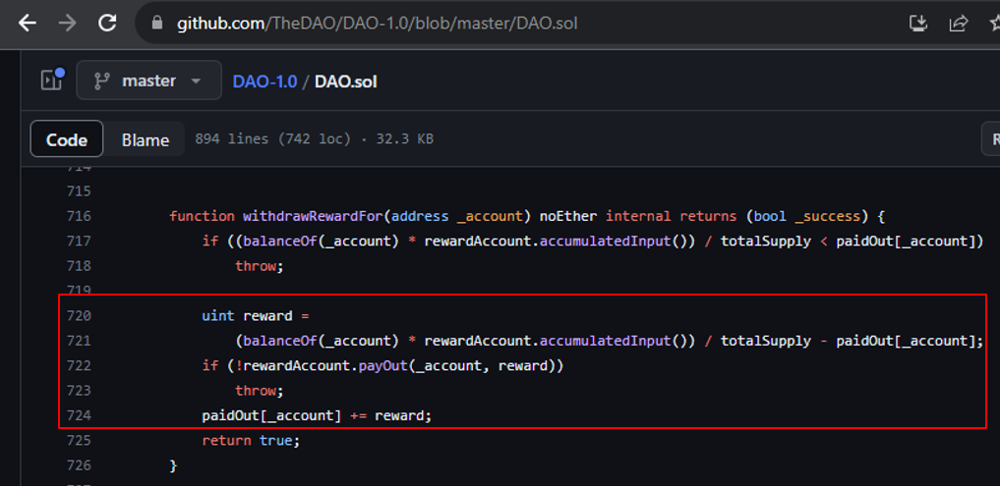 github.com/TheDAO/DAO-1.0/blob/master/DAO.sol
master DAO-1.0 / DAO.sol
Code Blame 894 lines (742 loc) · 32.3 KB R
714
715
716 function withdrawRewardFor(address _account) noEther internal returns (bool _success) {
717 if ((balanceOf(_account) * rewardAccount.accumulatedInput()) / totalSupply < paidOut[_account])
718 throw;
719
720 uint reward =
721 (balanceOf(_account) * rewardAccount.accumulatedInput()) / totalSupply - paidOut[_account];
722 if (!rewardAccount.payOut(_account, reward))
723 throw;
724 paidOut[_account] += reward;
725 return true;
726 }